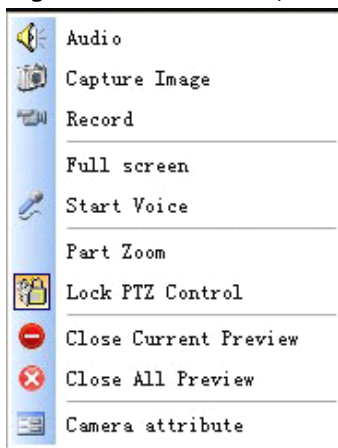 Audio
Capture Image
Record
Full screen
Start Voice
Part Zoom
Lock PTZ Control
Close Current Preview
Close All Preview
Camera attribute